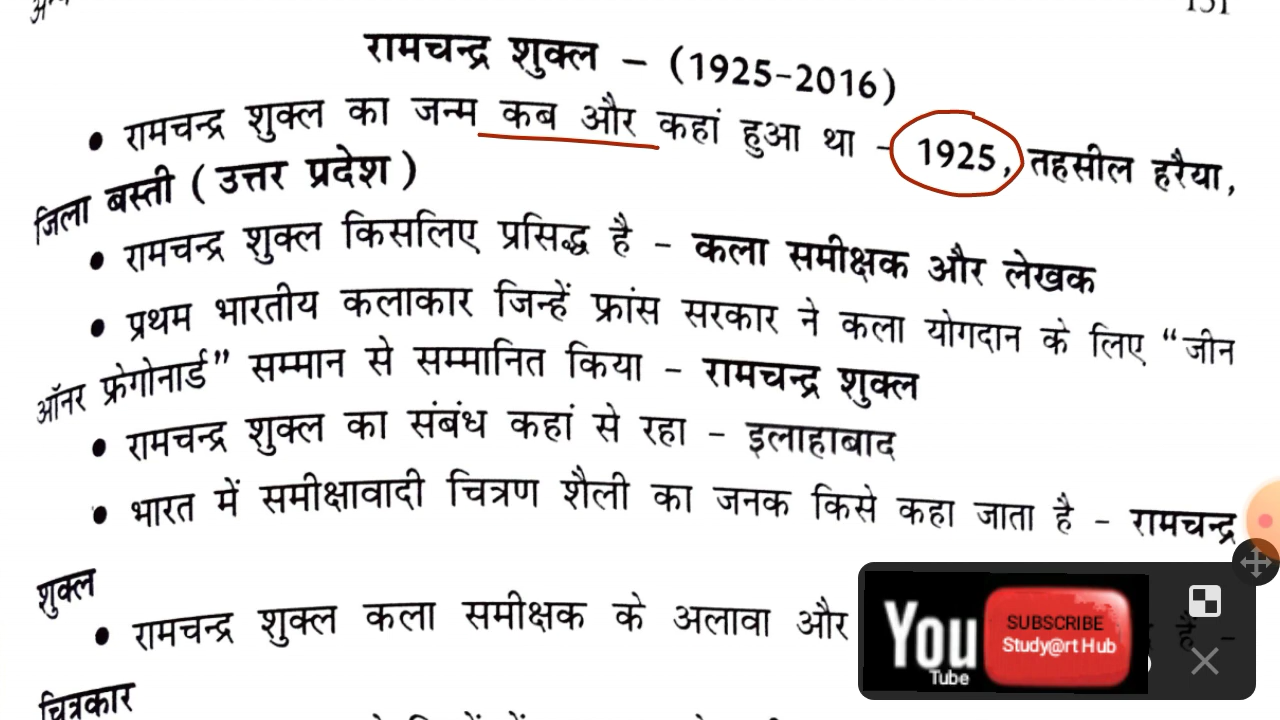 151
रामचन्द्र शुक्ल – (1925-2016)
• रामचन्द्र शुक्ल का जन्म कब और कहां हुआ था - 1925, तहसील हरैया,
जिला बस्ती ( उत्तर प्रदेश )
• रामचन्द्र शुक्ल किसलिए प्रसिद्ध है - कला समीक्षक और लेखक
• प्रथम भारतीय कलाकार जिन्हें फ्रांस सरकार ने कला योगदान के लिए “जीन
ऑनर फ्रेगोनार्ड” सम्मान से सम्मानित किया - रामचन्द्र शुक्ल
• रामचन्द्र शुक्ल का संबंध कहां से रहा - इलाहाबाद
• भारत में समीक्षावादी चित्रण शैली का जनक किसे कहा जाता है - रामचन्द्र
शुक्ल
• रामचन्द्र शुक्ल कला समीक्षक के अलावा और है -
चित्रकार
You
Tube
SUBSCRIBE
Study@rt Hub